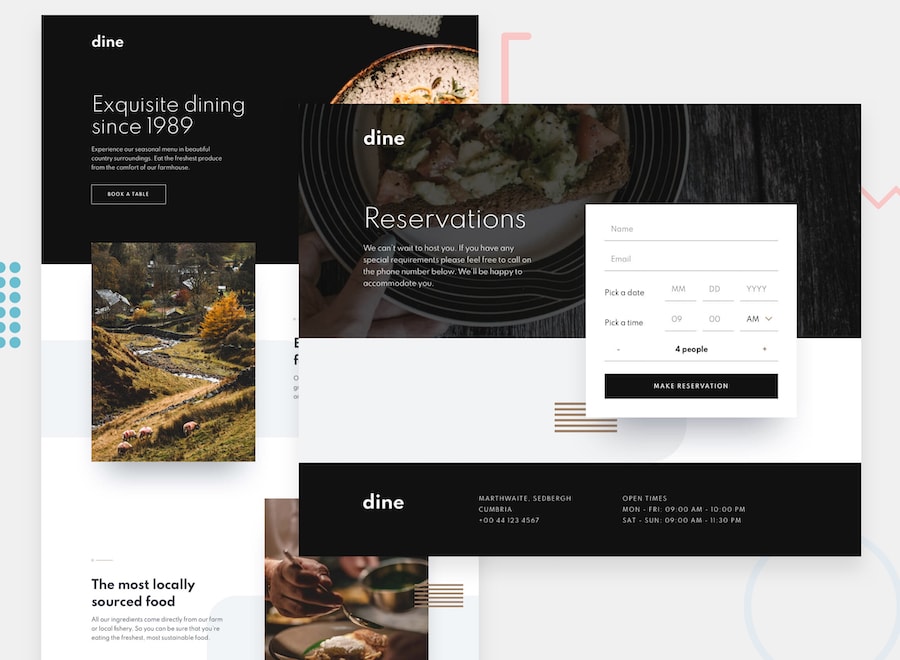 dine
Exquisite dining
since 1989
Experience our seasonal menu in beautiful
country surroundings. Eat the freshest produce
from the comfort of our farmhouse.
BOOK A TABLE
The most locally
sourced food
All our ingredients come directly from our farm
or local fishery. So you can be sure that you're
eating the freshest, most sustainable food.
dine
Reservations
We can't wait to host you. If you have any
special requirements please feel free to call on
the phone number below. We'll be happy to
accommodate you.
Name
Email
Pick a date MM DD YYYY
Pick a time 09 00 AM
- 4 people +
MAKE RESERVATION
dine
MARTHWAITE, SEDBERGH
CUMBRIA
+00 44 123 4567
OPEN TIMES
MON - FRI: 09:00 AM - 10:00 PM
SAT - SUN: 09:00 AM - 11:30 PM